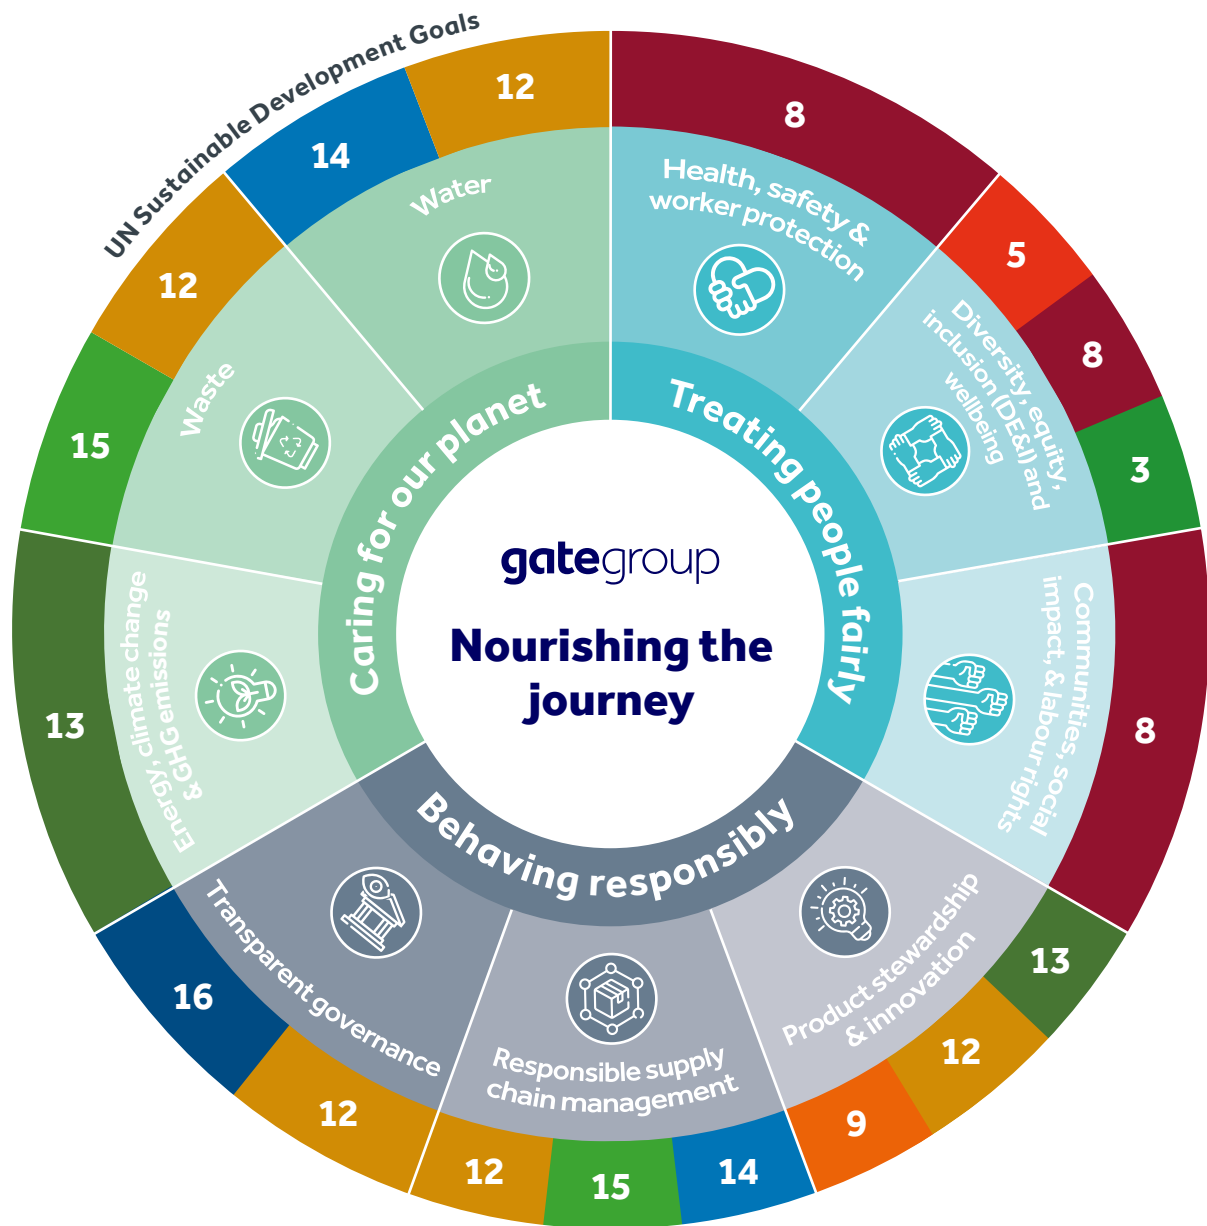 UN Sustainable Development Goals
gategroup
Nourishing the
journey
Treating people fairly
Health, safety &
worker protection
8
Diversity, equity,
inclusion (DE&I) and
wellbeing
5
8
3
Communities, social
impact, & labour rights
8
Behaving responsibly
Product stewardship
& innovation
13
12
9
Responsible supply
chain management
14
15
12
Transparent governance
12
16
Caring for our planet
Energy, climate change
& GHG emissions
13
Waste
15
12
Water
14
12